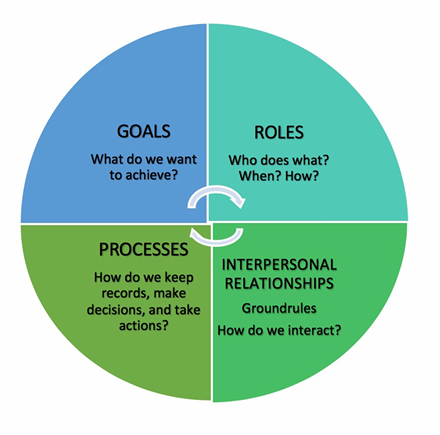 GOALS
What do we want
to achieve?
ROLES
Who does what?
When? How?
PROCESSES
How do we keep
records, make
decisions, and take
actions?
INTERPERSONAL
RELATIONSHIPS
Groundrules
How do we interact?